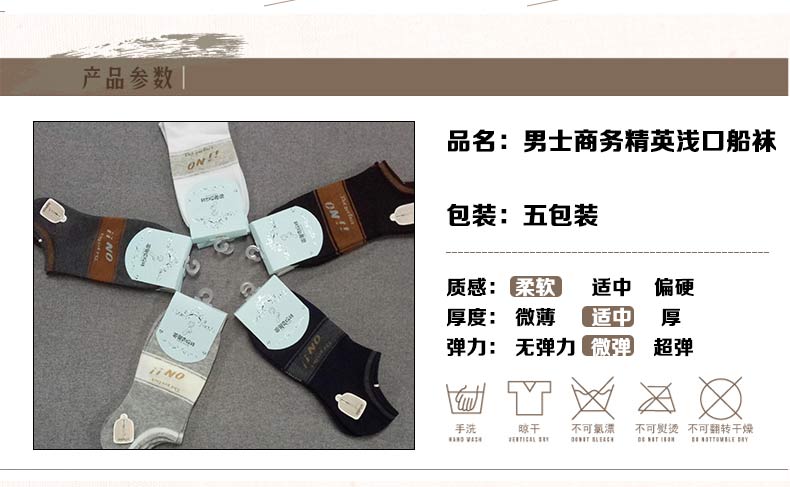 产品参数
品名：男士商务精英浅口船袜
包装：五包装
质感： 柔软 适中 偏硬
厚度： 微薄 适中 厚
弹力： 无弹力 微弹 超弹
手洗 晾干 不可氯漂 不可熨烫 不可翻转干燥
HAND WASH VERTICAL DRY DONOT BLEACH DO NOT IRON DO NOTTUMBLE DRY
ON!!
ON!!
¡¡NO
¡¡NO
¡¡NO